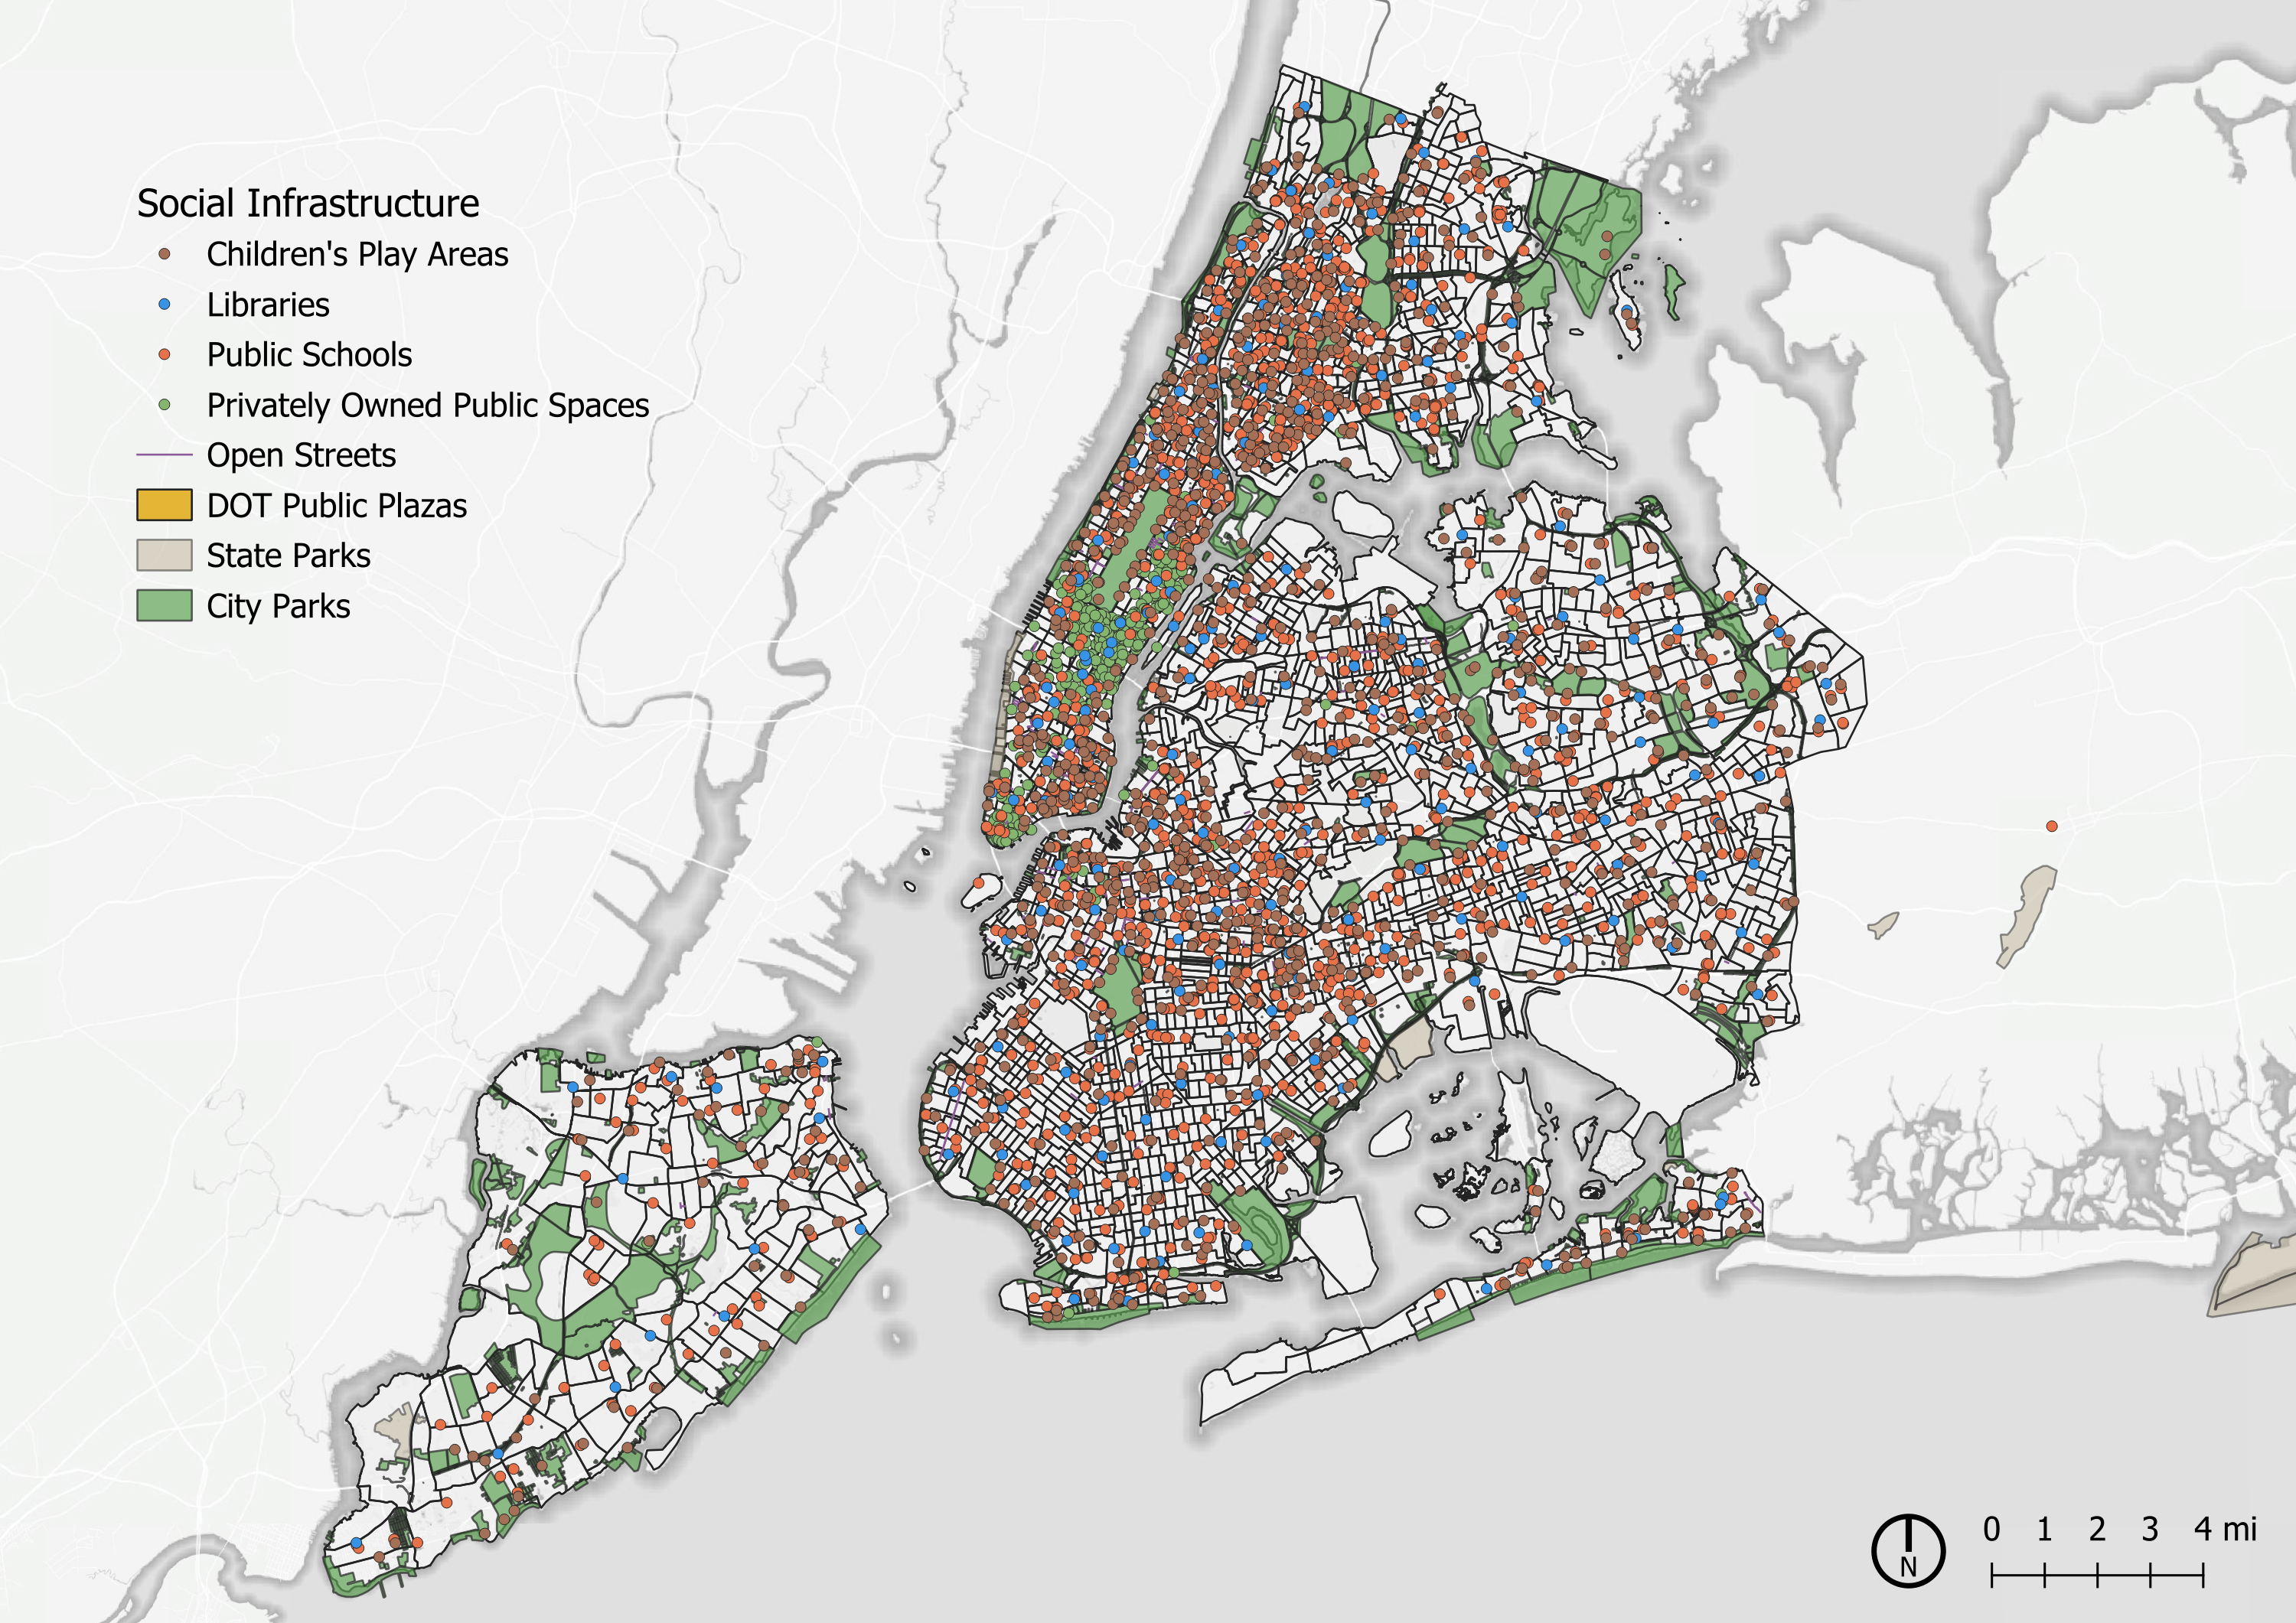 Social Infrastructure
Children's Play Areas
Libraries
Public Schools
Privately Owned Public Spaces
Open Streets
DOT Public Plazas
State Parks
City Parks
N
0 1 2 3 4 mi